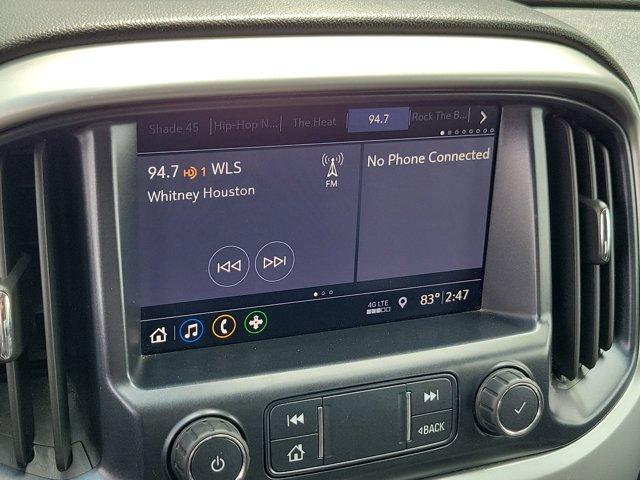 Shade 45 Hip-Hop N... The Heat 94.7 Rock The B...
94.7 HD 1 WLS
Whitney Houston
FM
No Phone Connected
4G LTE
83° 2:47
BACK